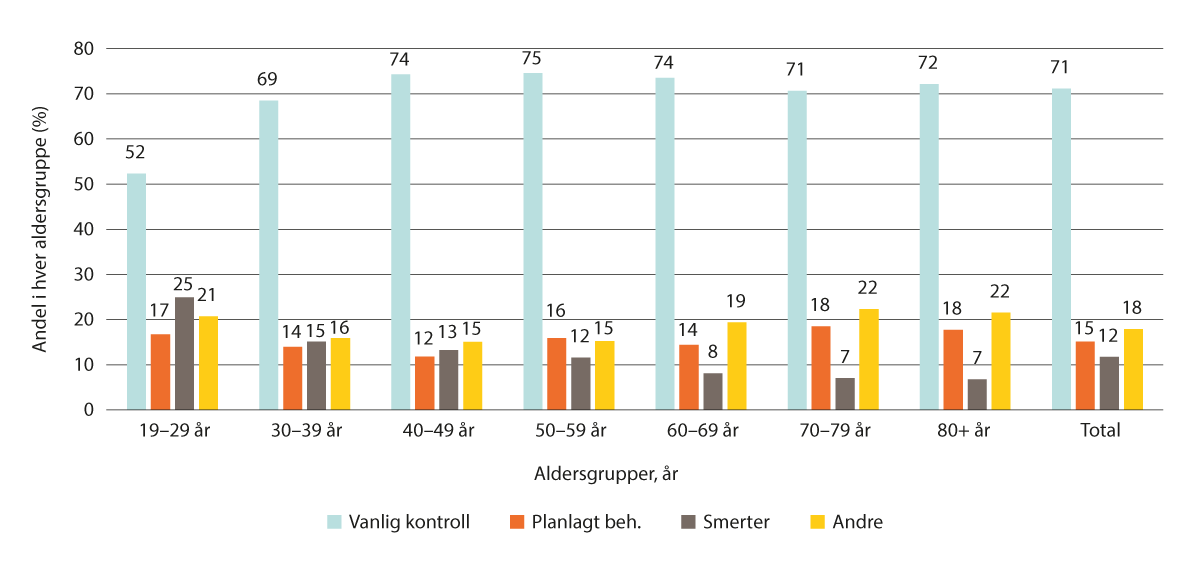 Andel i hver aldersgruppe (%)
80
70
60
50
40
30
20
10
0
52
17
25
21
69
14
15
16
74
12
13
15
75
16
12
15
74
14
8
19
71
18
7
22
72
18
7
22
71
15
12
18
19–29 år
30–39 år
40–49 år
50–59 år
60–69 år
70–79 år
80+ år
Total
Aldersgrupper, år
Vanlig kontroll
Planlagt beh.
Smerter
Andre